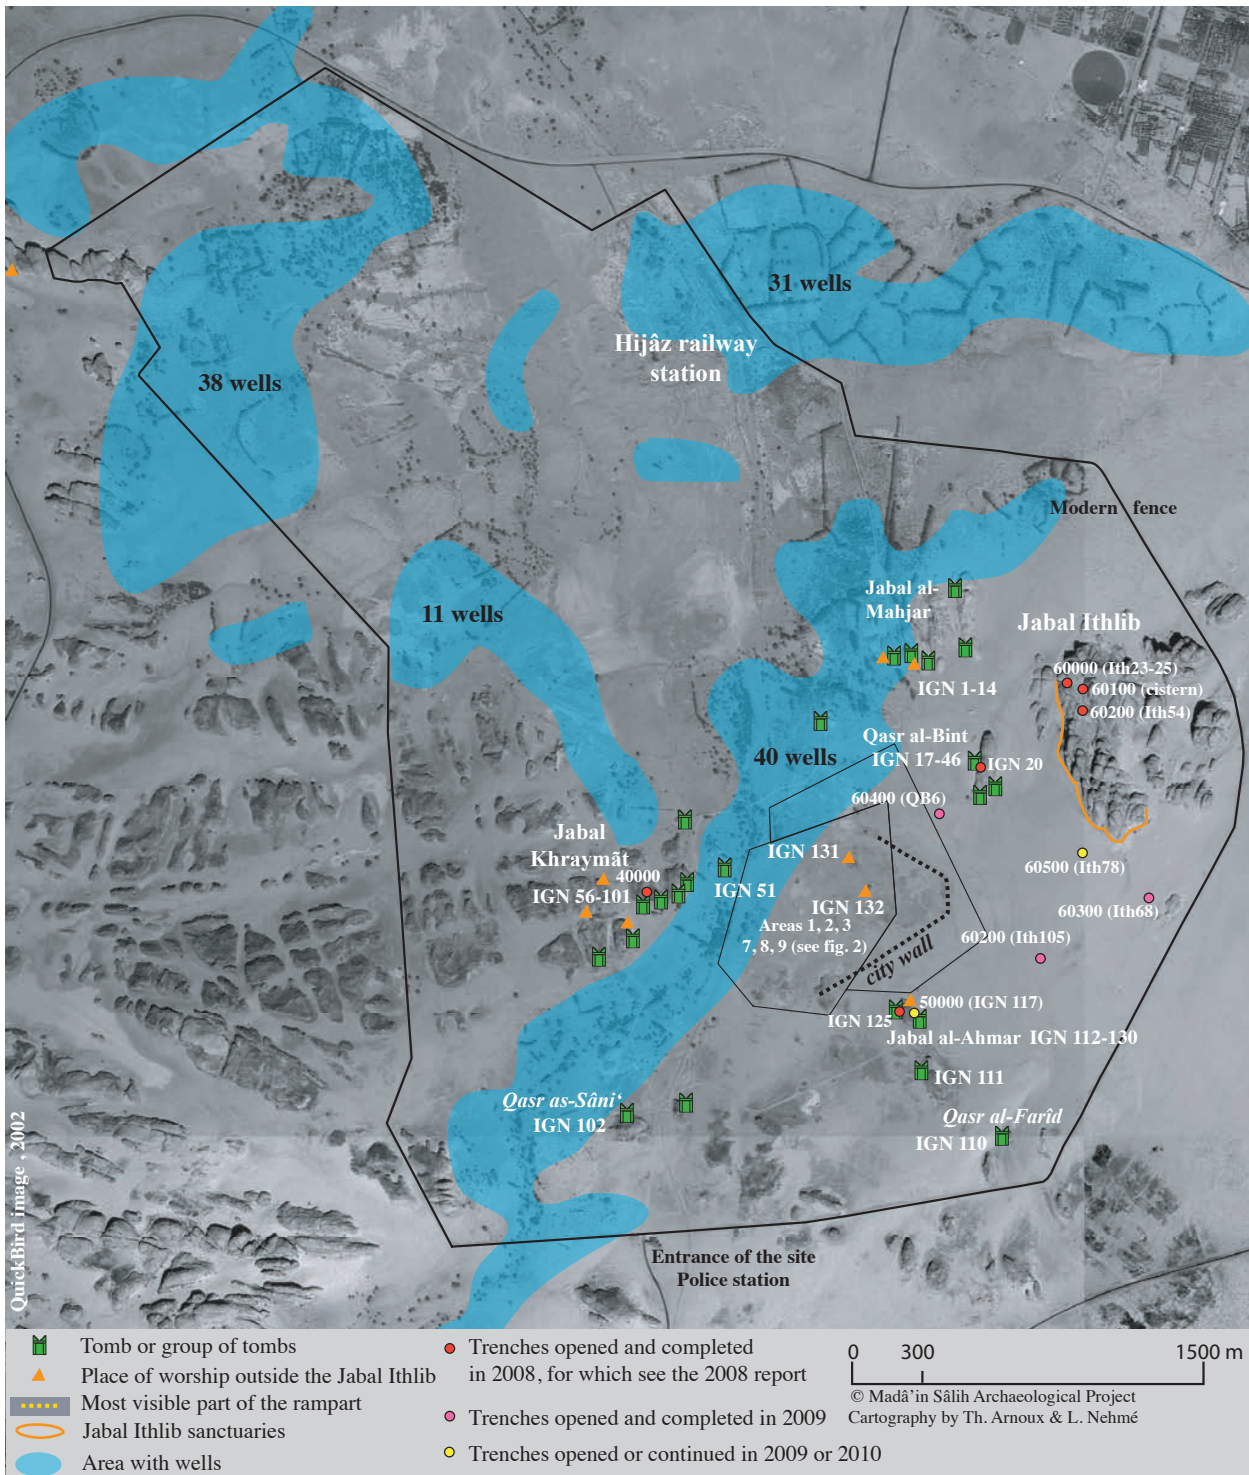 31 wells
Hijâz railway
station
38 wells
Modern fence
Jabal al-
Mahjar
11 wells
Jabal Ithlib
60000 (Ith23-25)
60100 (cistern)
60200 (Ith54)
IGN 1-14
Qasr al-Bint
IGN 17-46
IGN 20
40 wells
60400 (QB6)
Jabal
Khraymāt
40000
IGN 56-101
IGN 131
IGN 51
IGN 132
60500 (Ith78)
60300 (Ith68)
Areas 1, 2, 3
7, 8, 9 (see fig. 2)
60200 (Ith105)
city wall
50000 (IGN 117)
IGN 125
Jabal al-Ahmar IGN 112-130
IGN 111
Qasr as-Sâni‘
IGN 102
Qasr al-Farîd
IGN 110
Entrance of the site
Police station
QuickBird image , 2002
Tomb or group of tombs
Place of worship outside the Jabal Ithlib
Most visible part of the rampart
Jabal Ithlib sanctuaries
Area with wells
Trenches opened and completed
in 2008, for which see the 2008 report
Trenches opened and completed in 2009
Trenches opened or continued in 2009 or 2010
0 300 1500 m
© Madâ’in Sâlih Archaeological Project
Cartography by Th. Arnoux & L. Nehmé